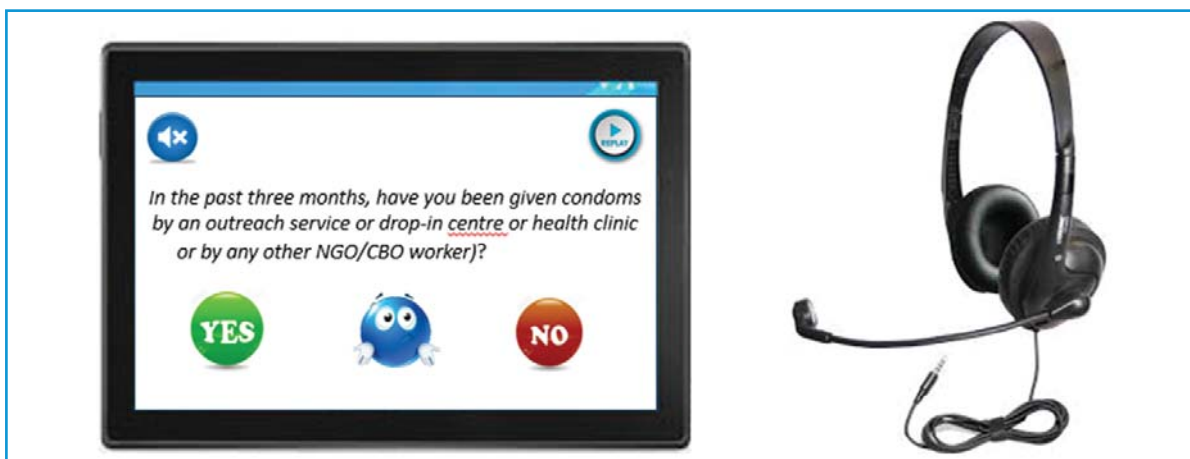 REPLAY
In the past three months, have you been given condoms
by an outreach service or drop-in centre or health clinic
or by any other NGO/CBO worker)?
YES
NO